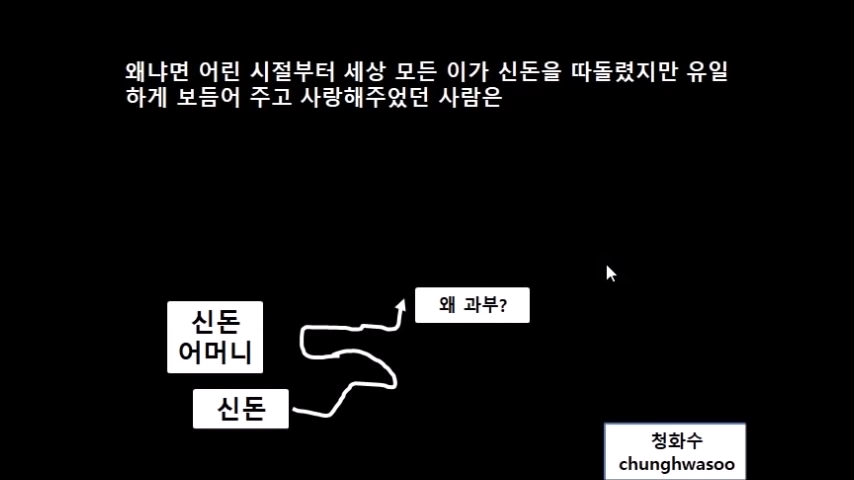 왜냐면 어린 시절부터 세상 모든 이가 신돈을 따돌렸지만 유일
하게 보듬어 주고 사랑해주었던 사람은
왜 과부?
신돈
어머니
신돈
청화수
chunghwasoo